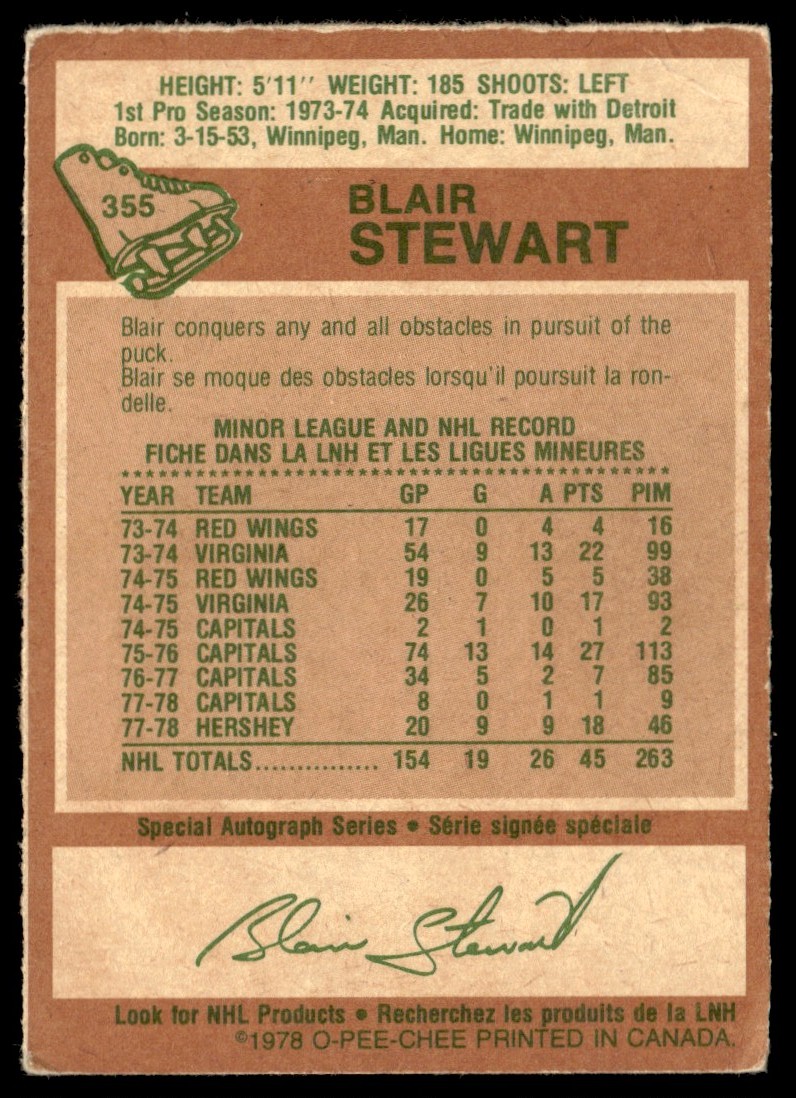 HEIGHT: 5'11'' WEIGHT: 185 SHOOTS: LEFT
1st Pro Season: 1973-74 Acquired: Trade with Detroit
Born: 3-15-53, Winnipeg, Man. Home: Winnipeg, Man.
355
BLAIR
STEWART
Blair conquers any and all obstacles in pursuit of the
puck.
Blair se moque des obstacles lorsqu'il poursuit la ron-
delle.
MINOR LEAGUE AND NHL RECORD
FICHE DANS LA LNH ET LES LIGUES MINEURES
YEAR TEAM GP G A PTS PIM
73-74 RED WINGS 17 0 4 4 16
73-74 VIRGINIA 54 9 13 22 99
74-75 RED WINGS 19 0 5 5 38
74-75 VIRGINIA 26 7 10 17 93
74-75 CAPITALS 2 1 0 1 2
75-76 CAPITALS 74 13 14 27 113
76-77 CAPITALS 34 5 2 7 85
77-78 CAPITALS 8 0 1 1 9
77-78 HERSHEY 20 9 9 18 46
NHL TOTALS............... 154 19 26 45 263
Special Autograph Series • Série signée spéciale
Blair Stewart
Look for NHL Products • Recherchez les produits de la LNH
©1978 O-PEE-CHEE PRINTED IN CANADA.